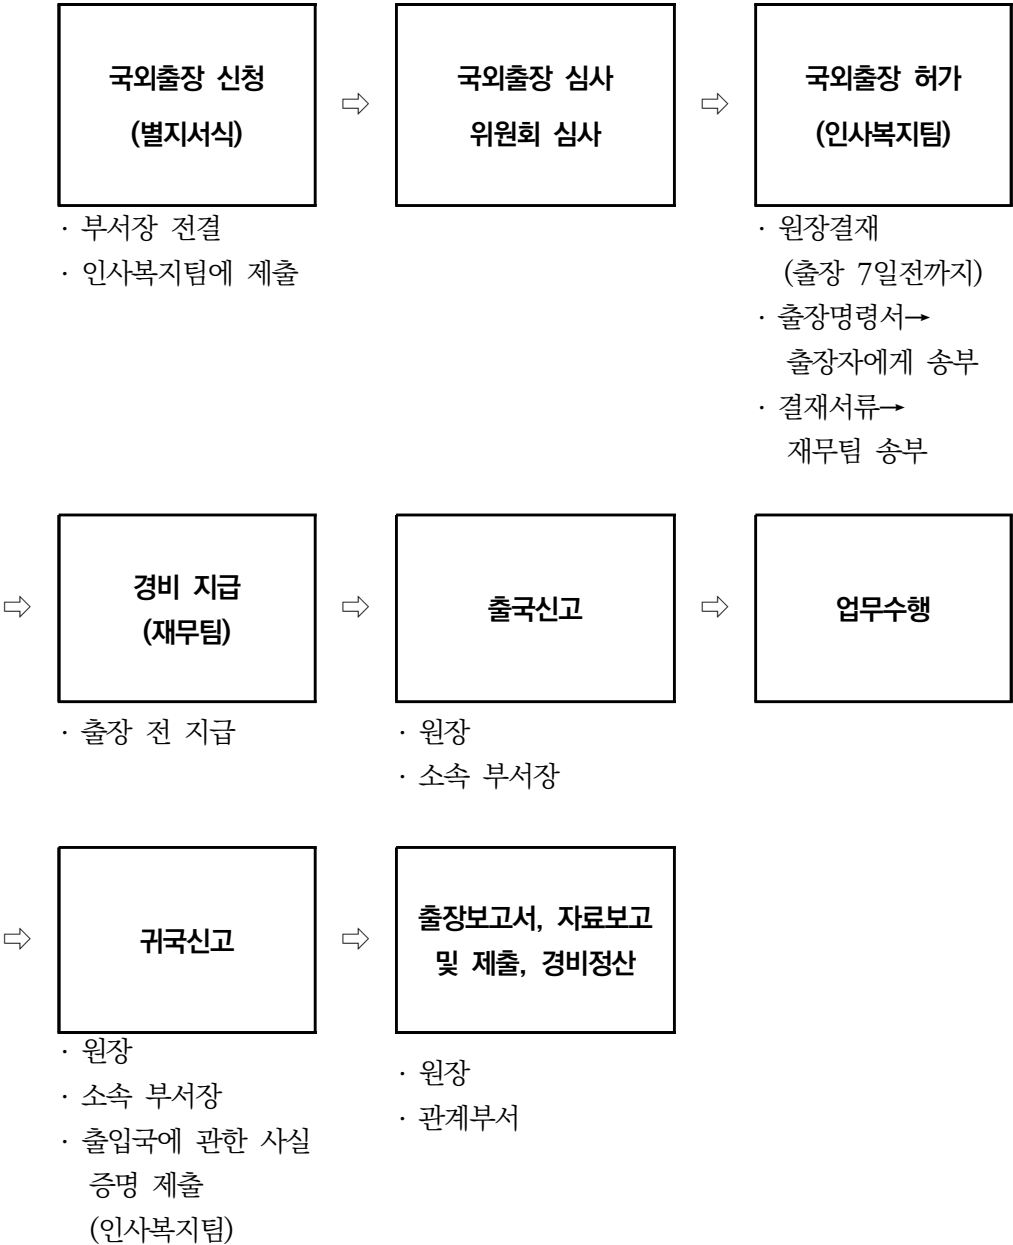 국외출장 신청
(별지서식)
⇨
국외출장 심사
위원회 심사
⇨
국외출장 허가
(인사복지팀)
· 부서장 전결
· 인사복지팀에 제출
· 원장결재
(출장 7일전까지)
· 출장명령서→
출장자에게 송부
· 결재서류→
재무팀 송부
⇨
경비 지급
(재무팀)
⇨
출국신고
⇨
업무수행
· 출장 전 지급
· 원장
· 소속 부서장
⇨
귀국신고
⇨
출장보고서, 자료보고
및 제출, 경비정산
· 원장
· 소속 부서장
· 출입국에 관한 사실
증명 제출
(인사복지팀)
· 원장
· 관계부서